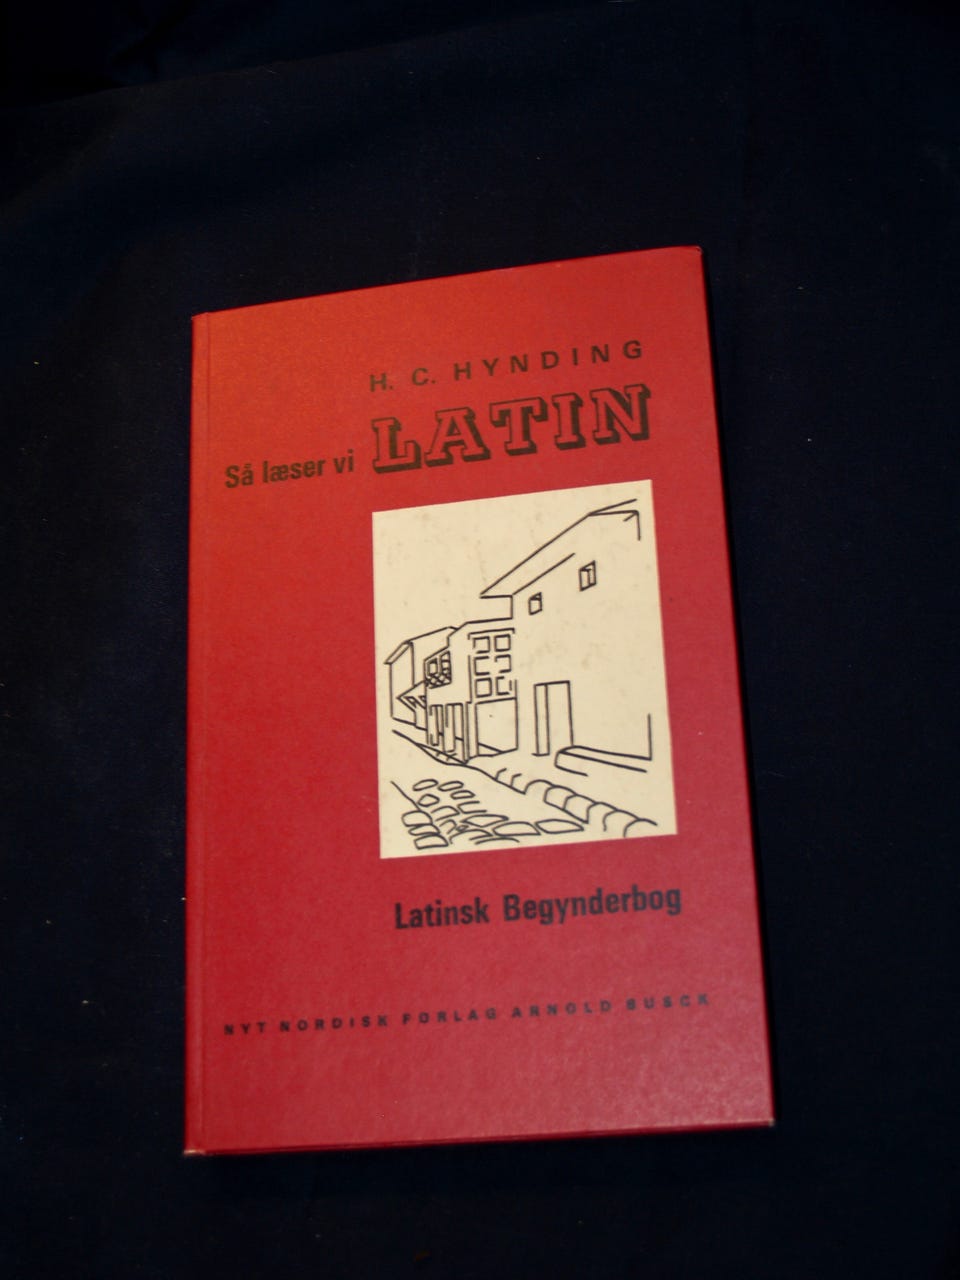 H. C. HYNDING
Så læser vi LATIN
Latinsk Begynderbog
NYT NORDISK FORLAG ARNOLD BUSCK